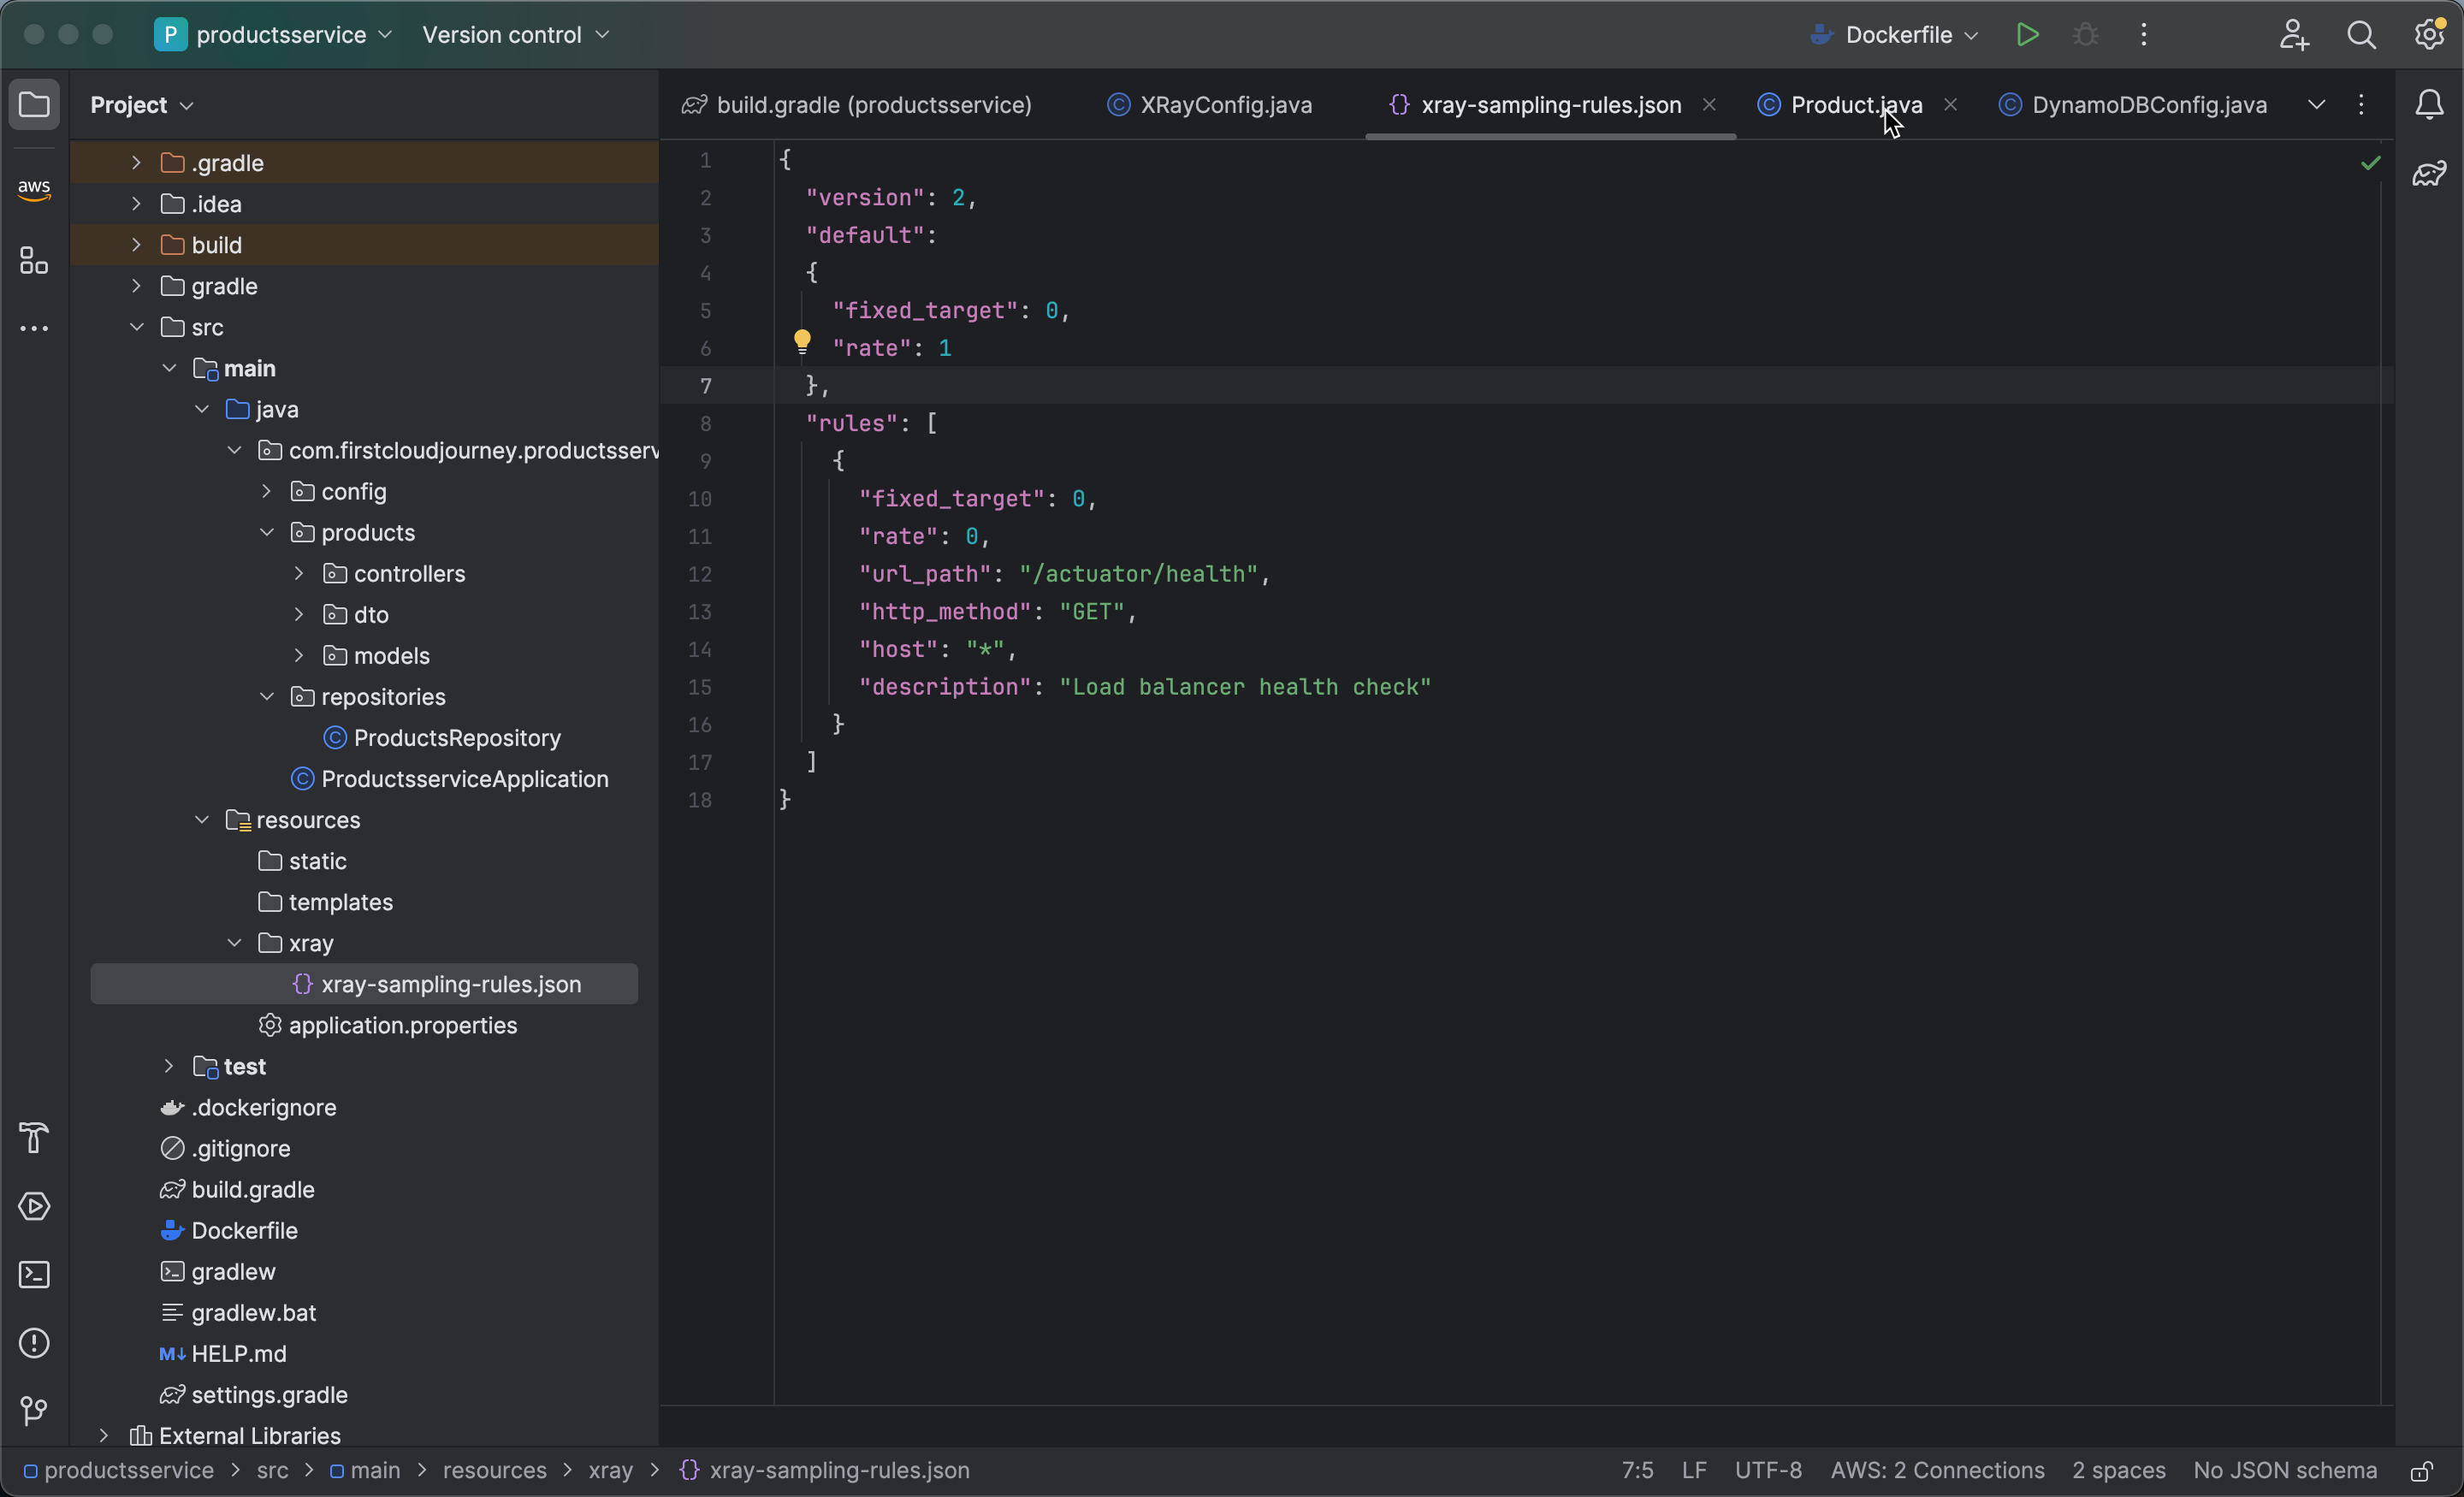 P productsservice Version control Dockerfile
Project
build.gradle (productsservice) XRayConfig.java xray-sampling-rules.json Product.java DynamoDBConfig.java
aws
.gradle
.idea
build
gradle
src
main
java
com.firstcloudjourney.productsserv
config
products
controllers
dto
models
repositories
ProductsRepository
ProductsserviceApplication
resources
static
templates
xray
xray-sampling-rules.json
application.properties
test
.dockerignore
.gitignore
build.gradle
Dockerfile
gradlew
gradlew.bat
M↓ HELP.md
settings.gradle
External Libraries
1 {
2 "version": 2,
3 "default":
4 {
5 "fixed_target": 0,
6 "rate": 1
7 },
8 "rules": [
9 {
10 "fixed_target": 0,
11 "rate": 0,
12 "url_path": "/actuator/health",
13 "http_method": "GET",
14 "host": "*",
15 "description": "Load balancer health check"
16 }
17 ]
18 }
productsservice > src > main > resources > xray > {} xray-sampling-rules.json 7:5 LF UTF-8 AWS: 2 Connections 2 spaces No JSON schema